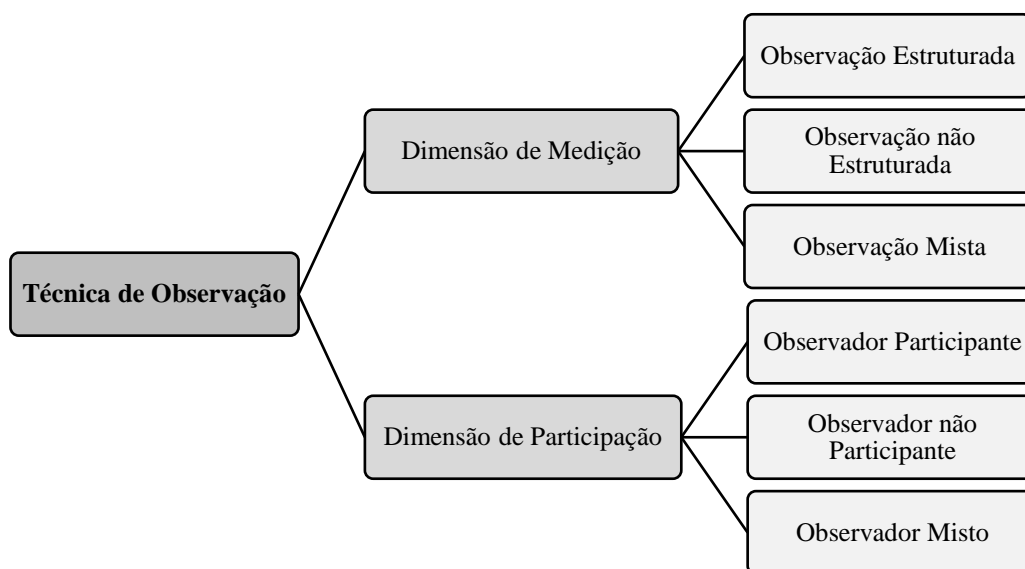 Técnica de Observação
Dimensão de Medição
Observação Estruturada
Observação não
Estruturada
Observação Mista
Dimensão de Participação
Observador Participante
Observador não
Participante
Observador Misto